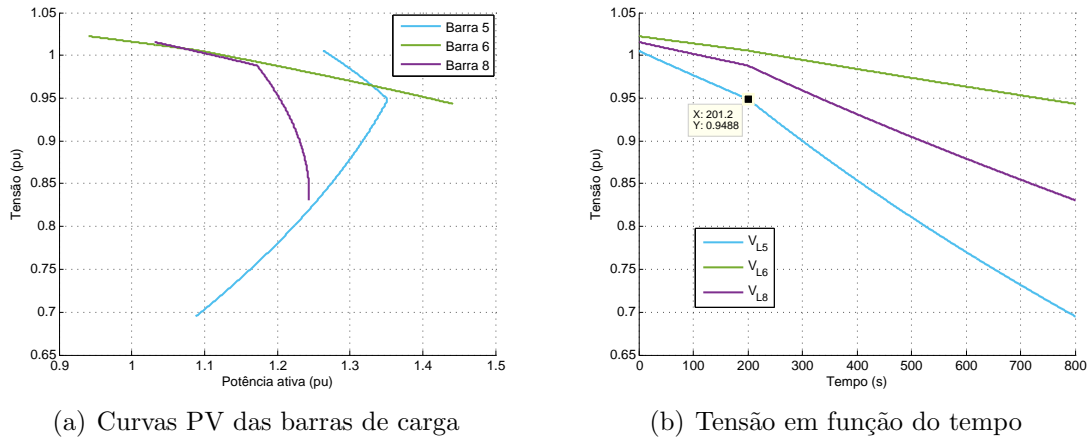 1.05
1
0.95
0.9
0.85
0.8
0.75
0.7
0.65
Tensão (pu)
0.9
1
1.1
1.2
1.3
1.4
1.5
Potência ativa (pu)
Barra 5
Barra 6
Barra 8
(a) Curvas PV das barras de carga
1.05
1
0.95
0.9
0.85
0.8
0.75
0.7
0.65
Tensão (pu)
0
100
200
300
400
500
600
700
800
Tempo (s)
X: 201.2
Y: 0.9488
V_L5
V_L6
V_L8
(b) Tensão em função do tempo